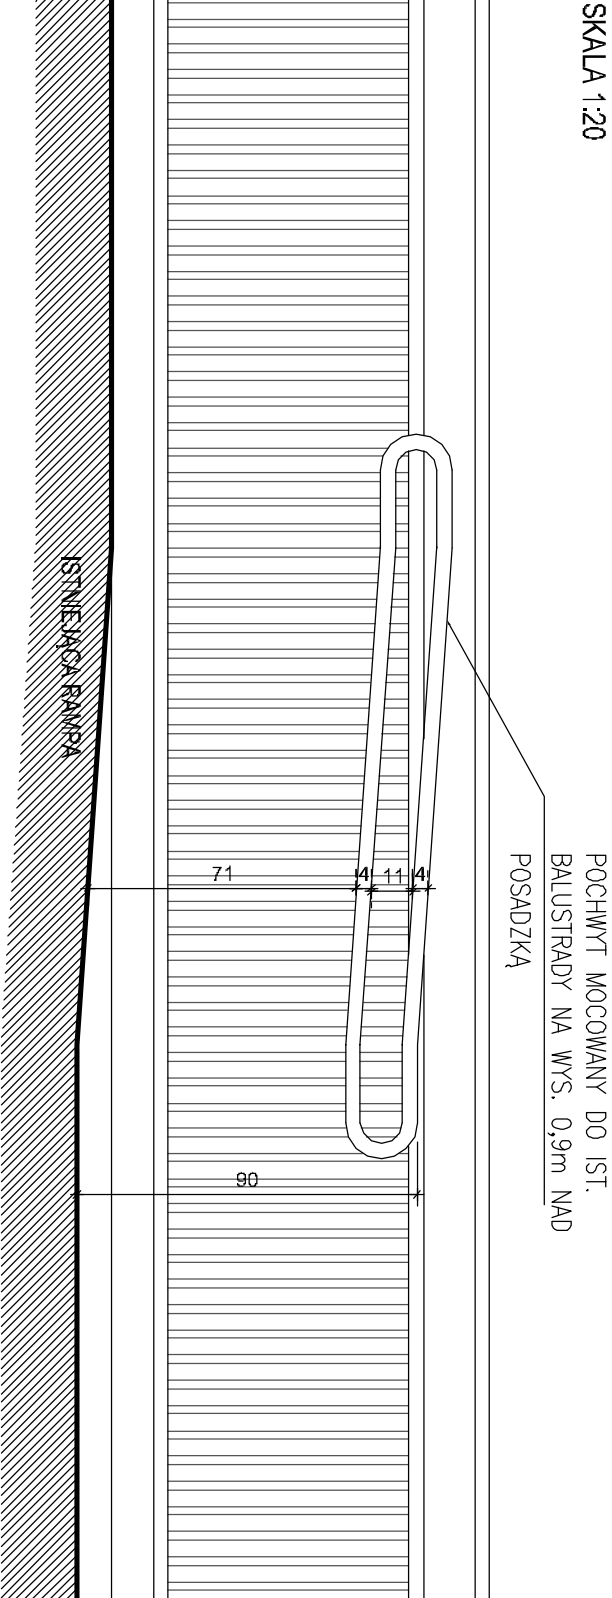 SKALA 1:20
POCHWYT MOCOWANY DO IST.
BALUSTRADY NA WYS. 0,9m NAD
POSADZKĄ
71
4
11
4
90
ISTNIEJĄCA RAMPA